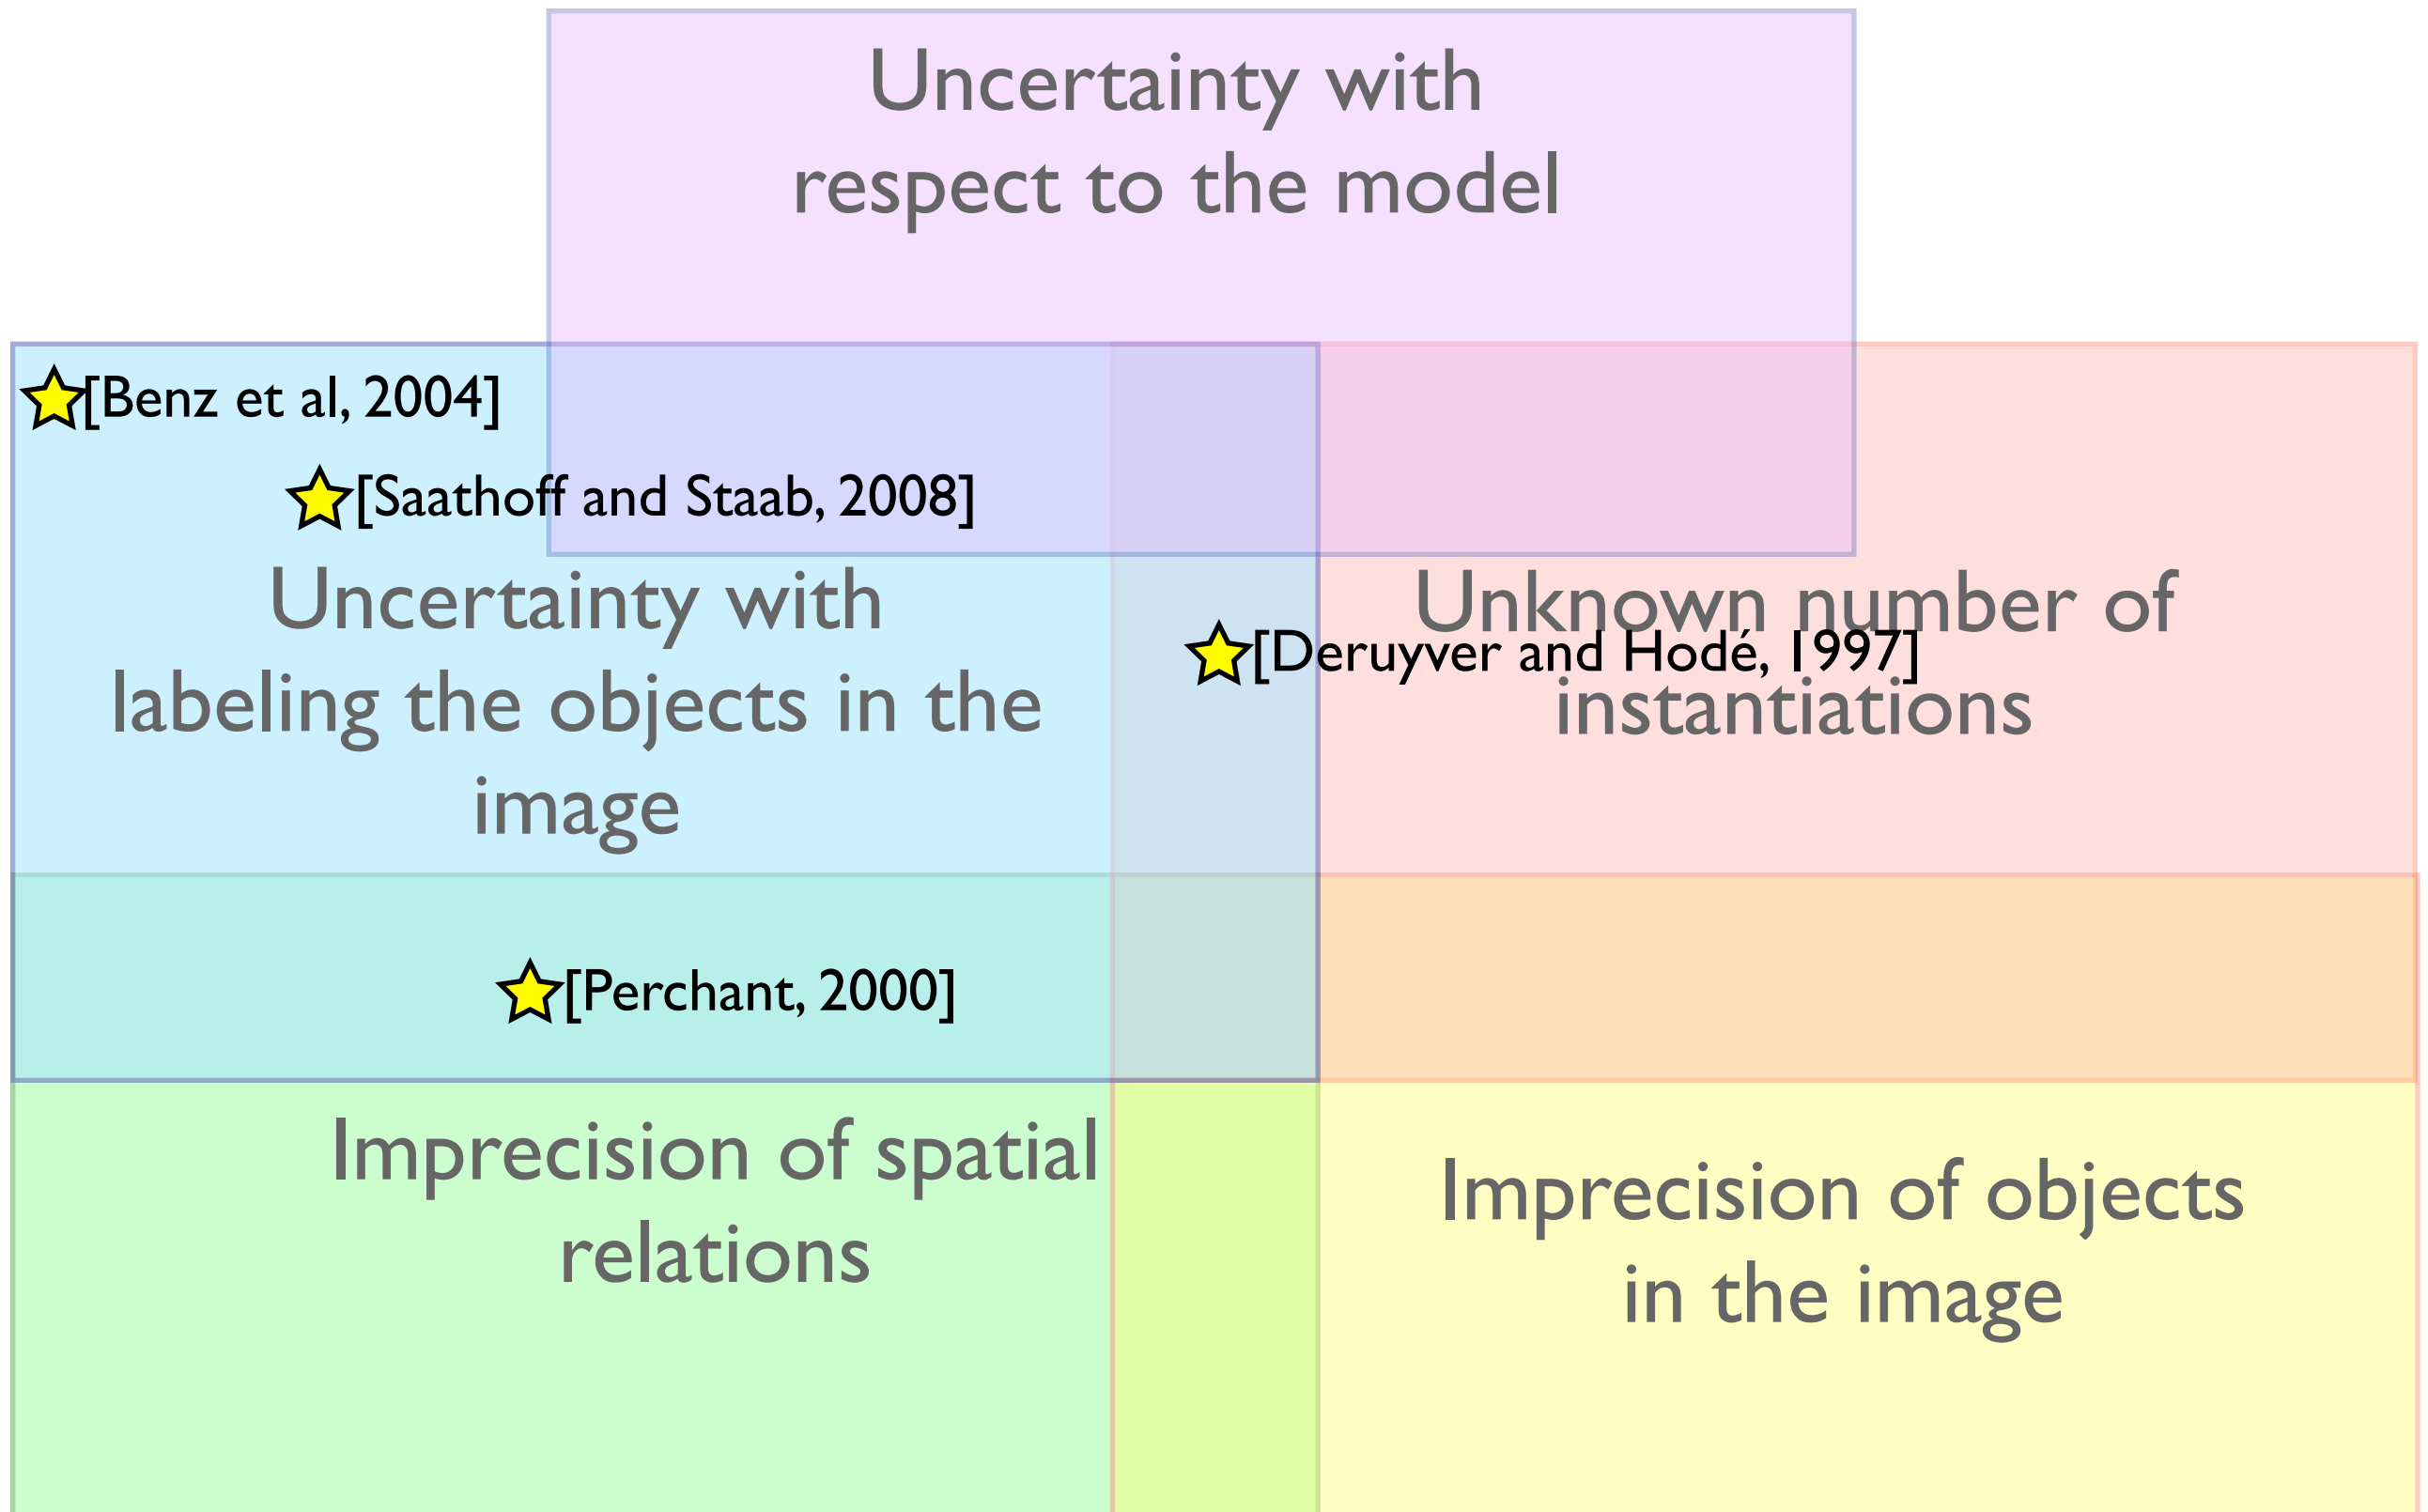 Uncertainty with
respect to the model
[Benz et al, 2004]
[Saathoff and Staab, 2008]
Uncertainty with
labeling the objects in the
image
Unknown number of
instantiations
[Deruyver and Hodé, 1997]
[Perchant, 2000]
Imprecision of spatial
relations
Imprecision of objects
in the image